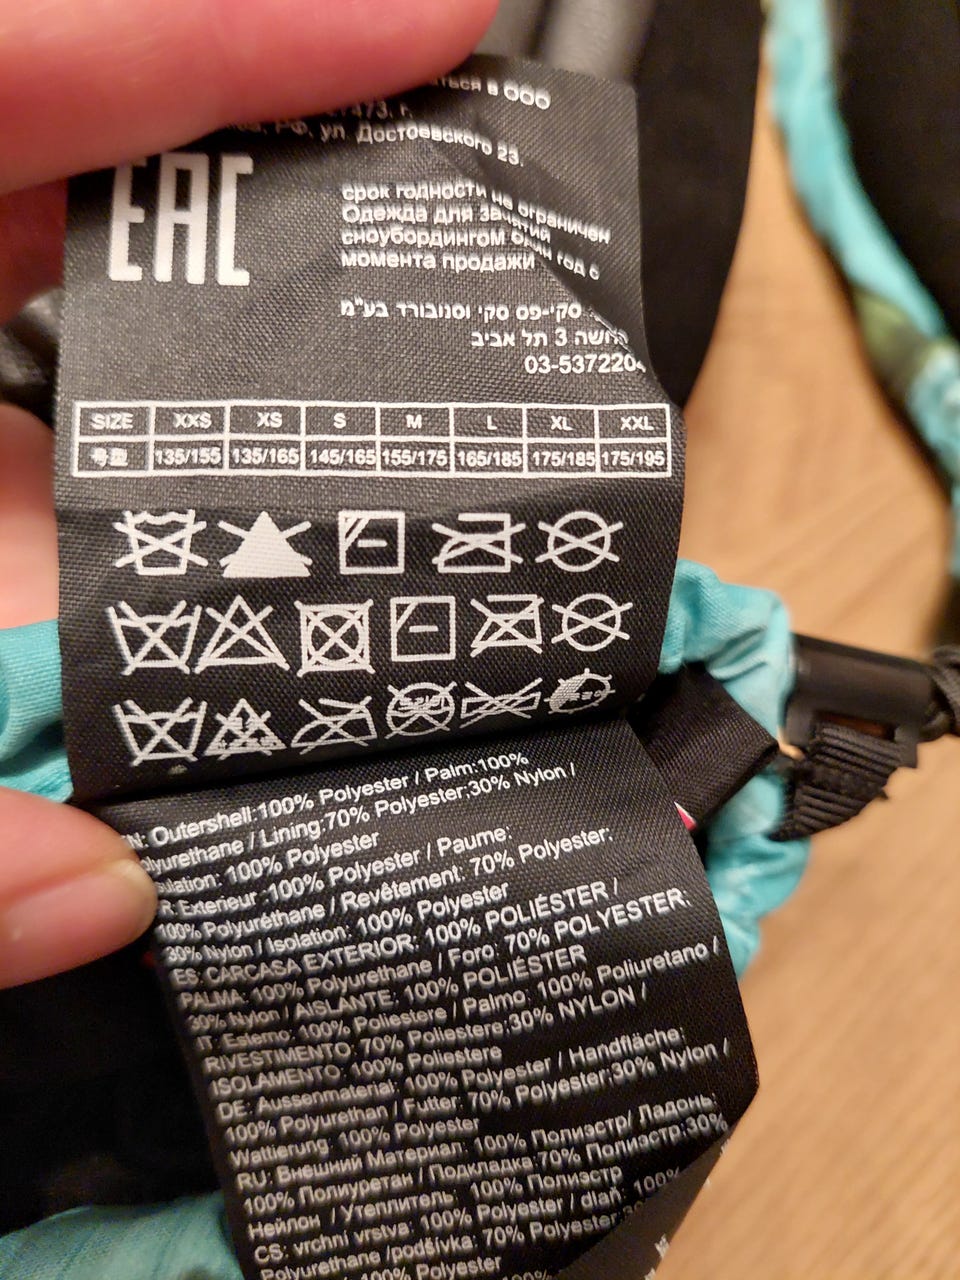 ться в ООО
РФ, ул. Достоевского 23.
EAC
срок годности не ограничен
Одежда для занятий
сноубордингом один год с
момента продажи
סקי-פס סקי וסנובורד בע"מ
3 תל אביב
03-5372204
SIZE XXS XS S M L XL XXL
号型 135/155 135/165 145/165 155/175 165/185 175/185 175/195
EN: Outershell:100% Polyester / Palm:100%
Polyurethane / Lining:70% Polyester;30% Nylon /
Insulation: 100% Polyester
FR: Exterieur :100% Polyester / Paume:
100% Polyuréthane / Revêtement: 70% Polyester;
30% Nylon / Isolation: 100% Polyester
ES: CARCASA EXTERIOR: 100% POLIÉSTER /
PALMA: 100% Polyurethane / Foro: 70% POLYESTER;
30% Nylon / AISLANTE: 100% POLIÉSTER
IT: Esterno: 100% Poliestere / Palmo: 100% Poliuretano /
RIVESTIMENTO: 70% Poliestere;30% NYLON /
ISOLAMENTO: 100% Poliestere
DE: Aussenmaterial: 100% Polyester / Handfläche:
100% Polyurethan / Futter: 70% Polyester;30% Nylon /
Wattierung: 100% Polyester
RU: Внешний Материал: 100% Полиэстр/ Ладонь:
100% Полиуретан / Подкладка:70% Полиэстр;30%
Нейлон / Утеплитель: 100% Полиэстр
CS: vrchní vrstva: 100% Polyester / dlaň: 100%
Polyurethane /podšívka: 70% Polyester;
100% Polyester